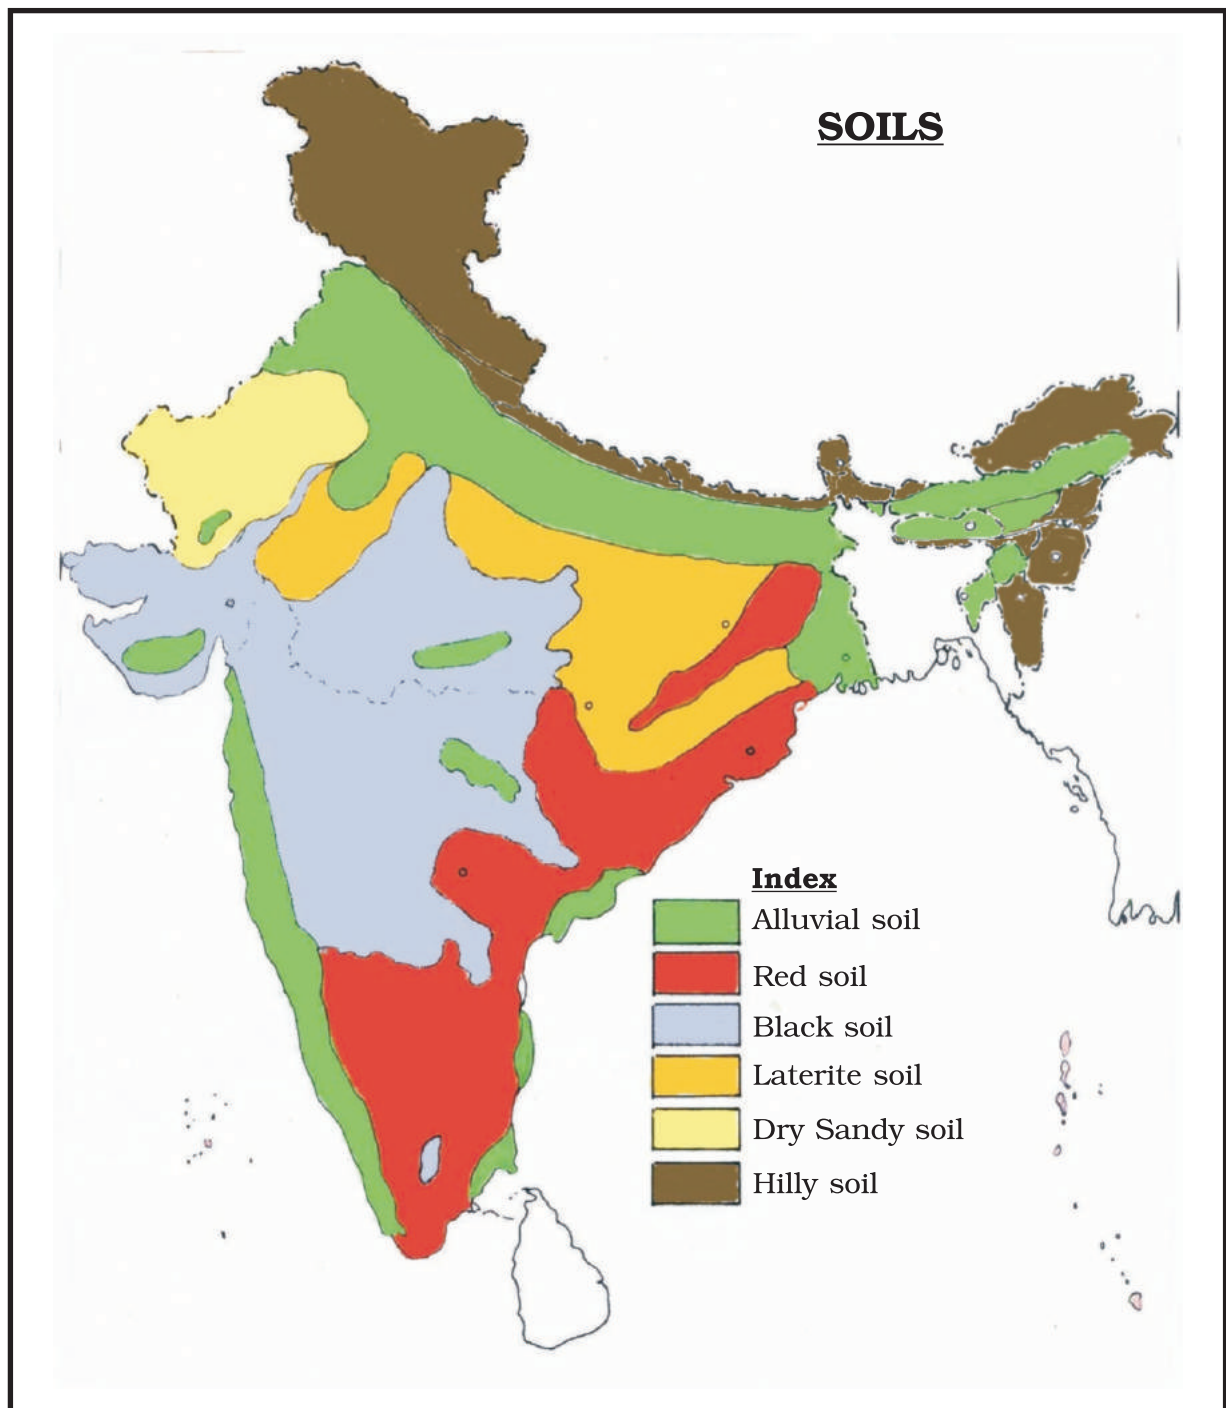 SOILS
Index
Alluvial soil
Red soil
Black soil
Laterite soil
Dry Sandy soil
Hilly soil